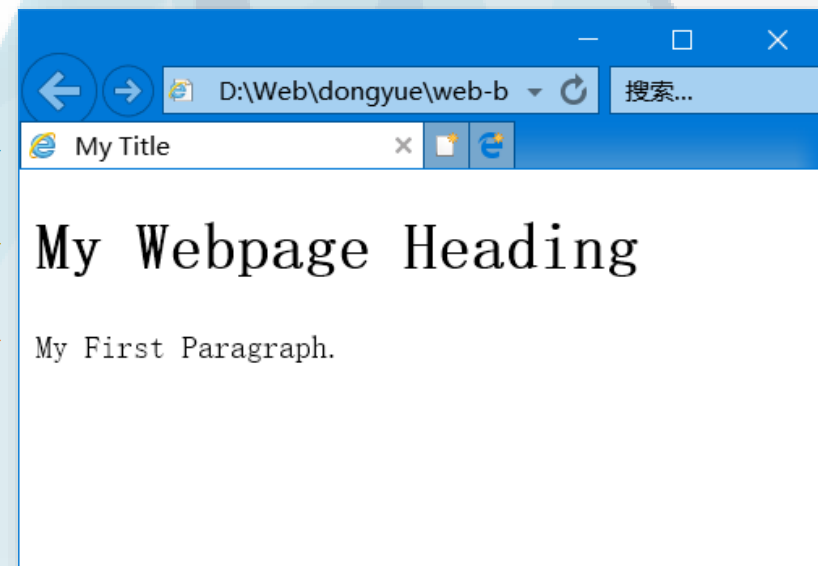 D:\Web\dongyue\web-b
搜索...
My Title
My Webpage Heading
My First Paragraph.